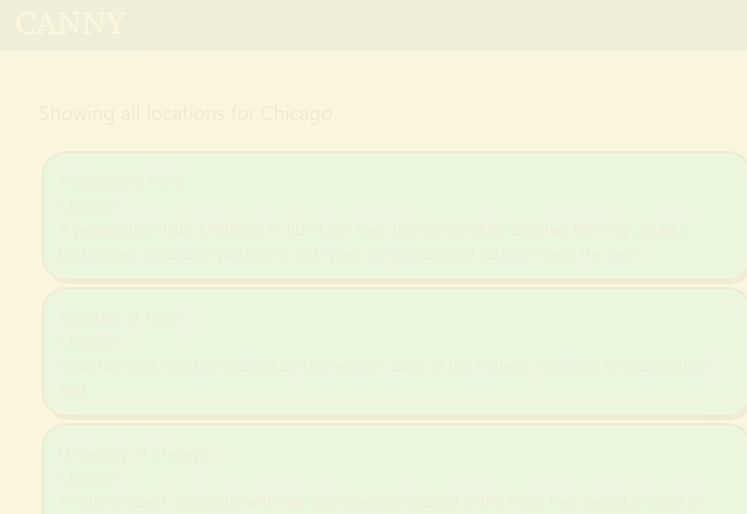 CANNY
Showing all locations for Chicago
Promontory Point
Chicago
A peninsula in Lake Michigan in Burnham Park; the surrounding area has fire rings, public
bathrooms, limestone platforms, and space for recreational activities near the lake.
Fountain of Time
Chicago
Sculpture and fountain located on the western edge of the Midway Plaisance in Washington
Park
University of Chicago
Chicago
Private research university with the main campus located in the Hyde Park neighborhood of